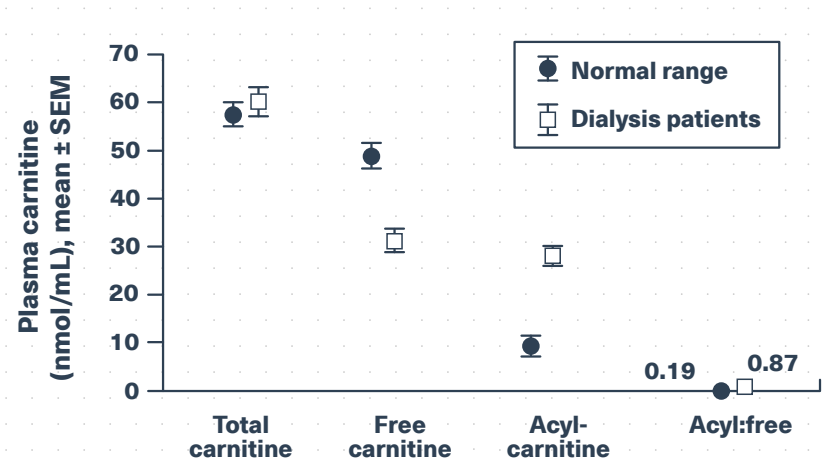 Plasma carnitine
(nmol/mL), mean ± SEM
70
60
50
40
30
20
10
0
Normal range
Dialysis patients
0.19
0.87
Total
carnitine
Free
carnitine
Acyl-
carnitine
Acyl:free